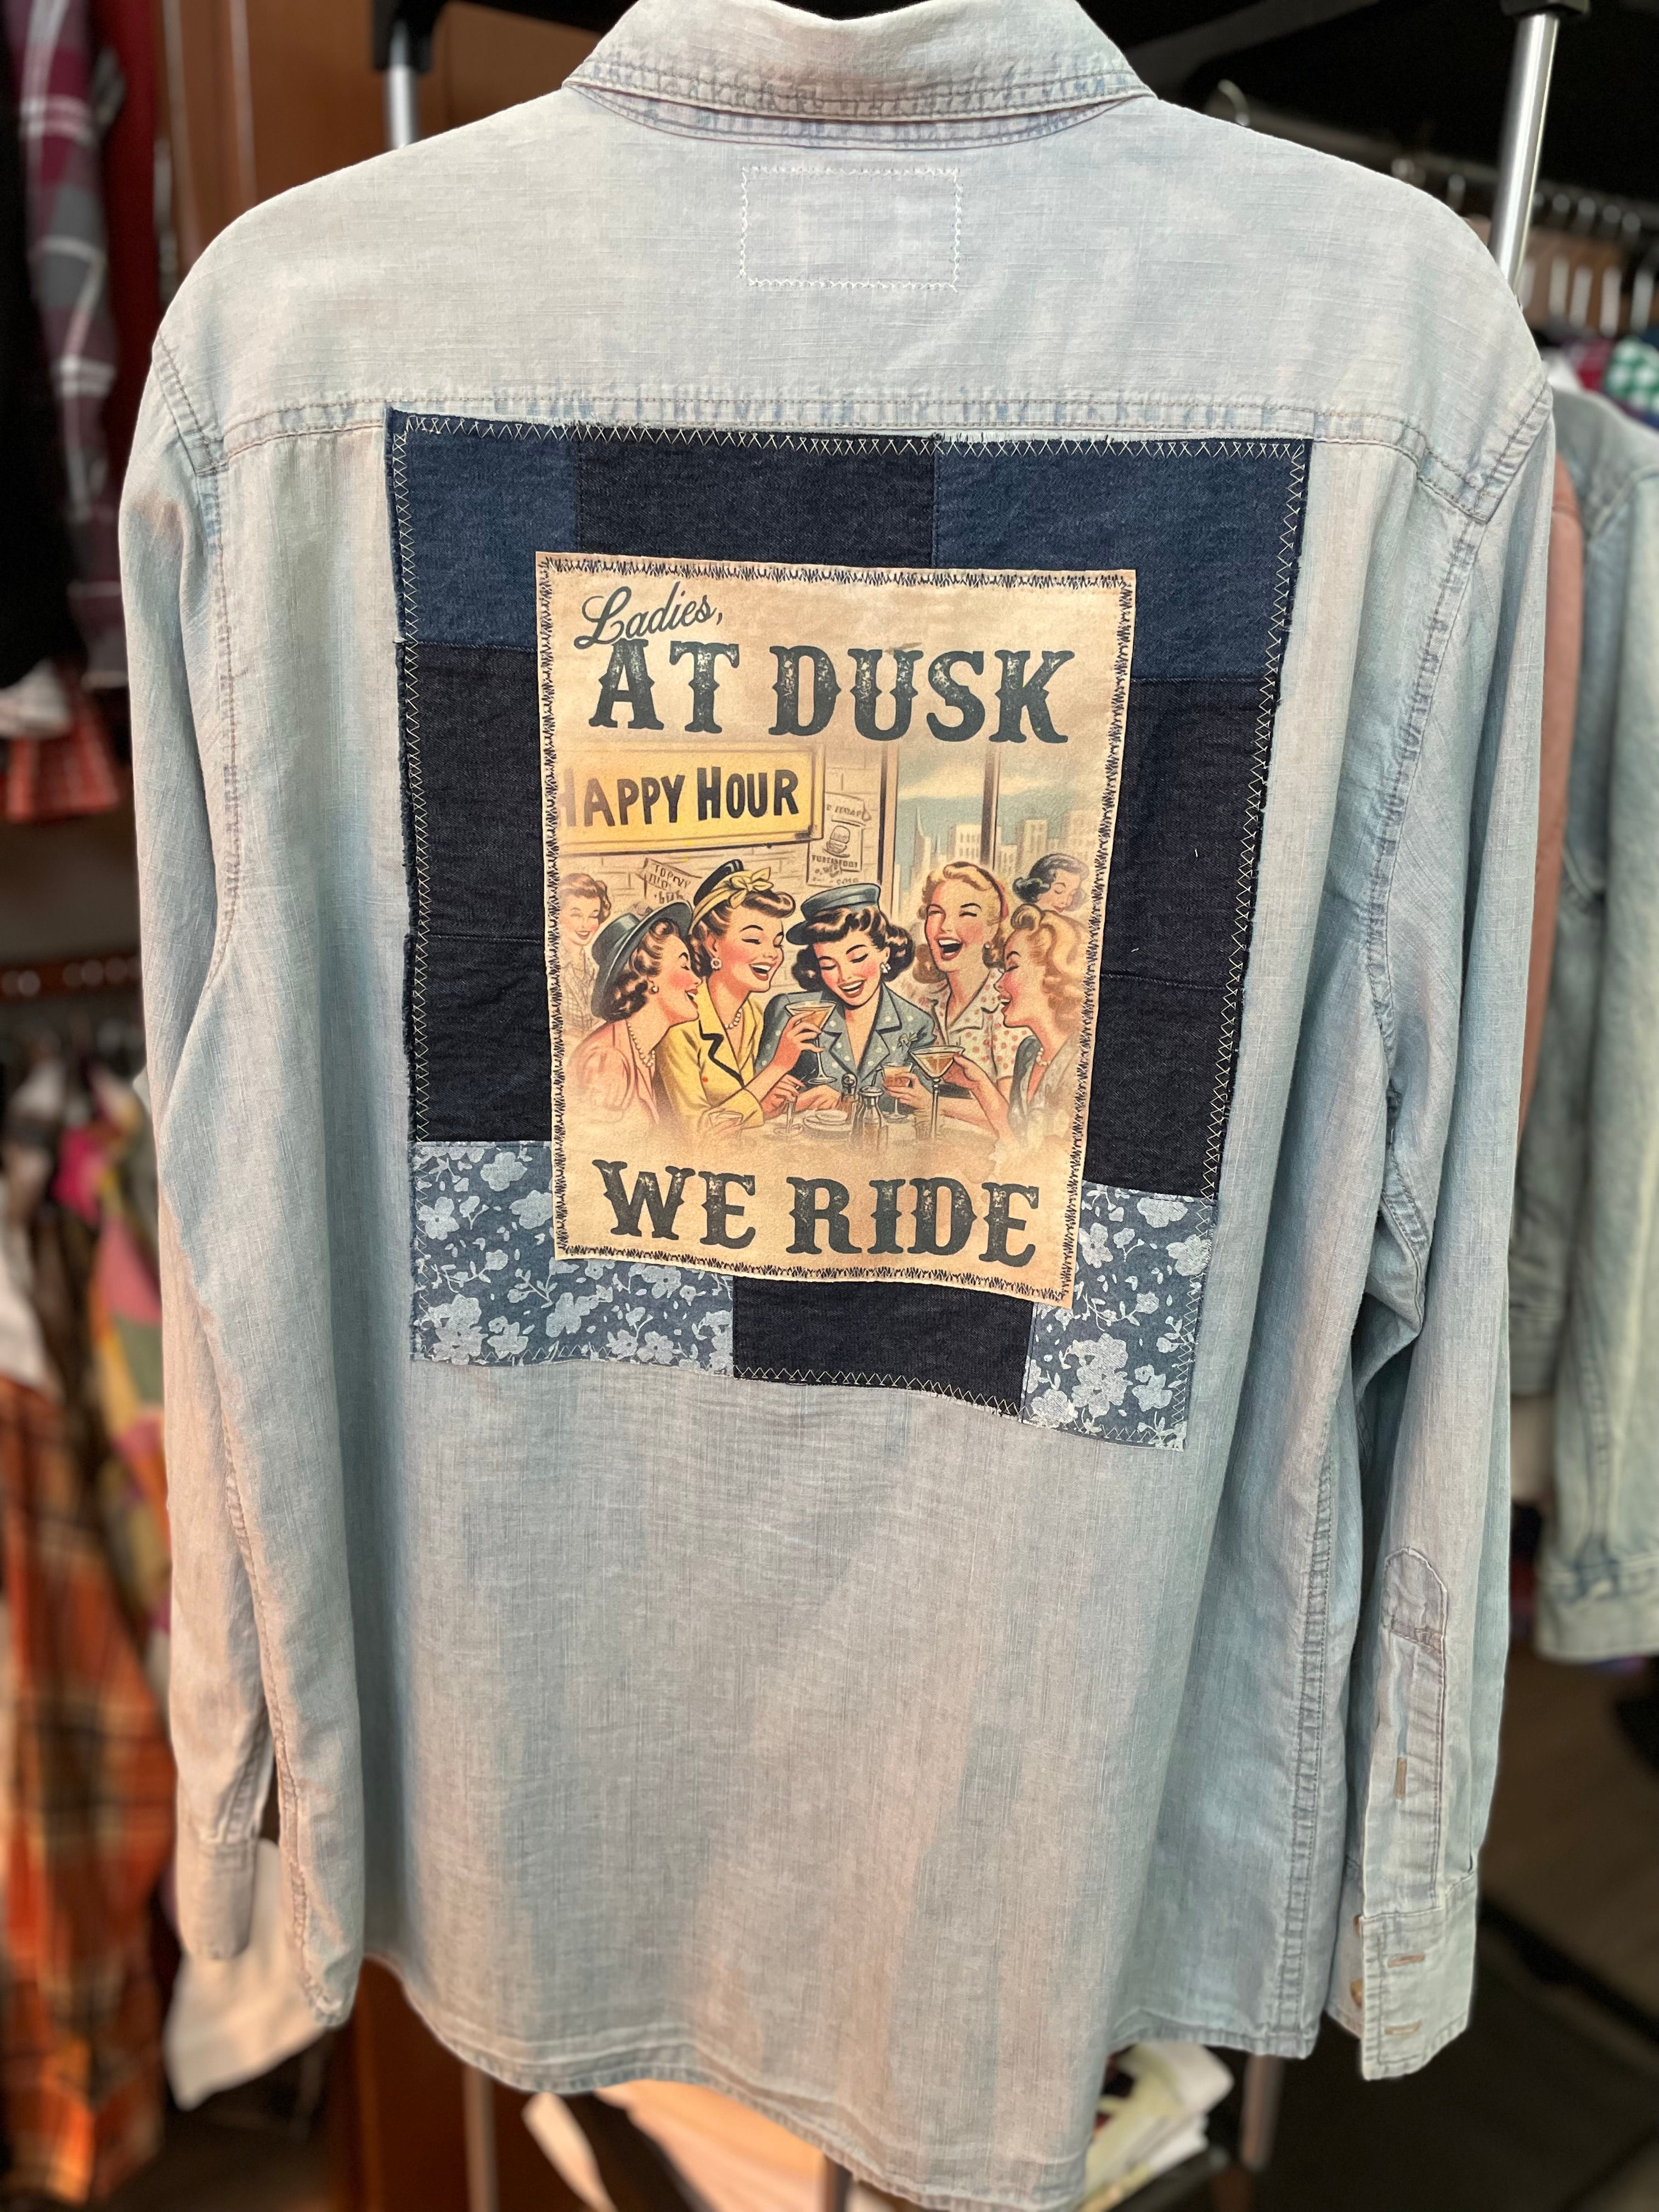 Ladies,
AT DUSK
HAPPY HOUR
WE RIDE